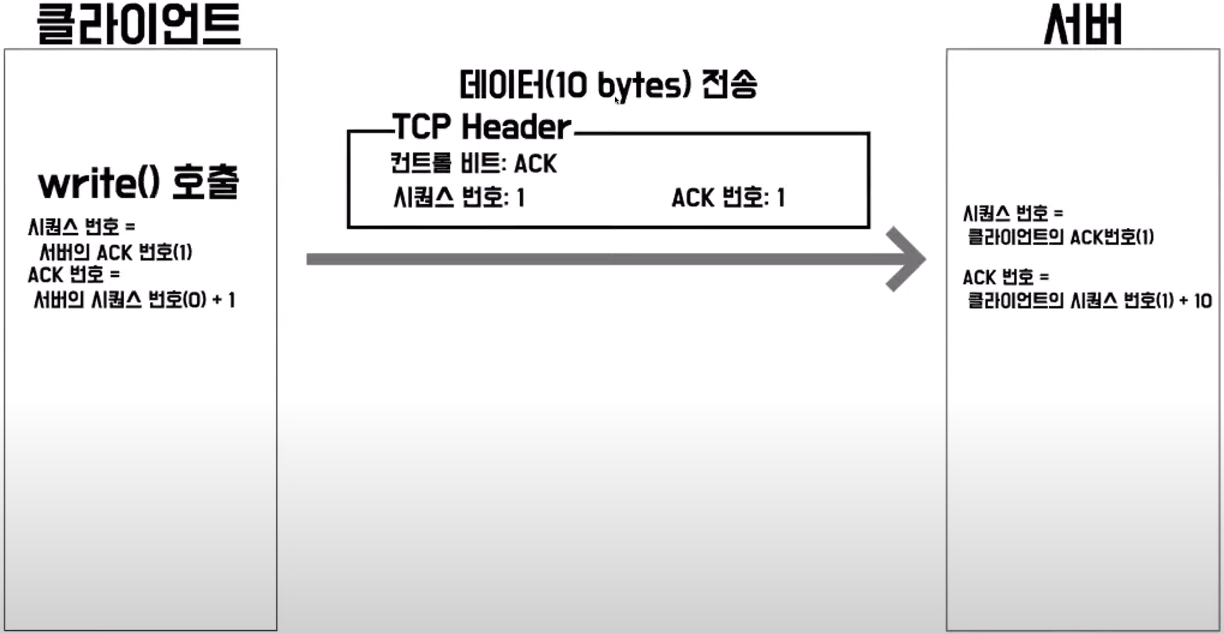 클라이언트
서버
데이터(10 bytes) 전송
TCP Header
컨트롤 비트: ACK
시퀀스 번호: 1
ACK 번호: 1
write() 호출
시퀀스 번호 =
서버의 ACK 번호(1)
ACK 번호 =
서버의 시퀀스 번호(0) + 1
시퀀스 번호 =
클라이언트의 ACK번호(1)
ACK 번호 =
클라이언트의 시퀀스 번호(1) + 10